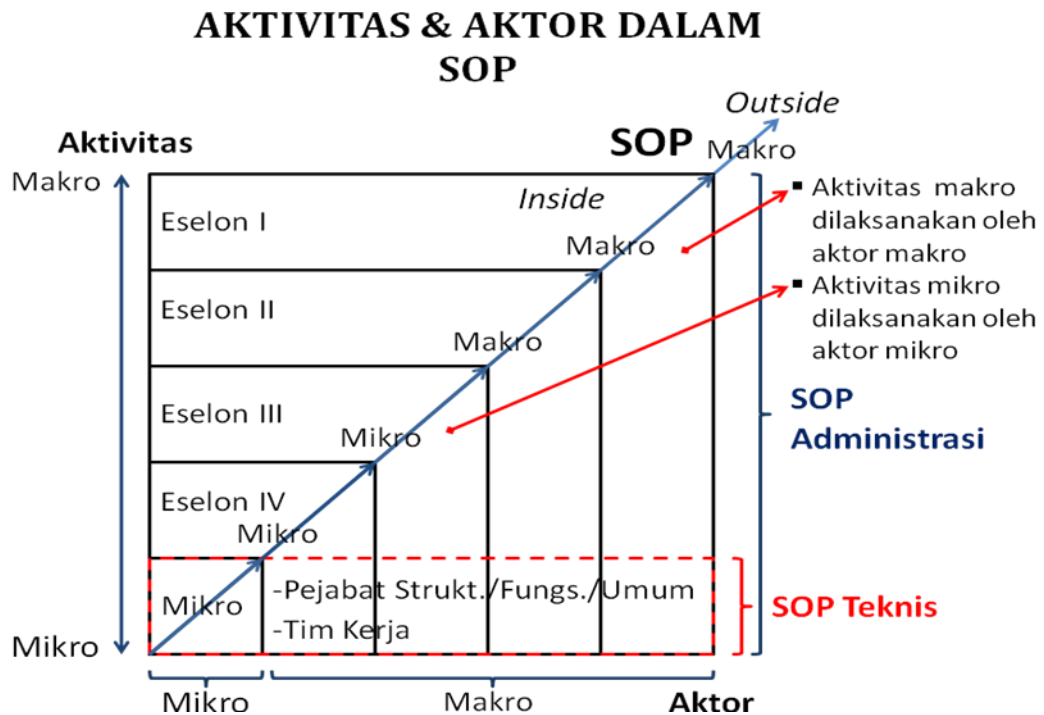 AKTIVITAS & AKTOR DALAM
SOP
Outside
Aktivitas
SOP
Makro
Makro
Inside
▪ Aktivitas makro
dilaksanakan oleh
aktor makro
Eselon I
Makro
▪ Aktivitas mikro
dilaksanakan oleh
aktor mikro
Eselon II
Makro
SOP
Administrasi
Eselon III
Mikro
Eselon IV
Mikro
-Pejabat Strukt./Fungs./Umum
Mikro
-Tim Kerja
SOP Teknis
Mikro
Mikro
Makro
Aktor